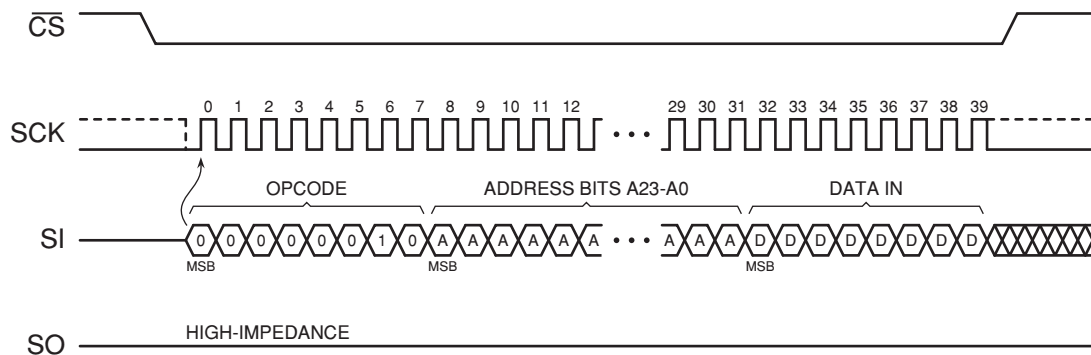 CS
0 1 2 3 4 5 6 7 8 9 10 11 12 29 30 31 32 33 34 35 36 37 38 39
SCK
OPCODE ADDRESS BITS A23-A0 DATA IN
SI 0 0 0 0 0 0 1 0 A A A A A A A A A D D D D D D D D
MSB MSB MSB
HIGH-IMPEDANCE
SO